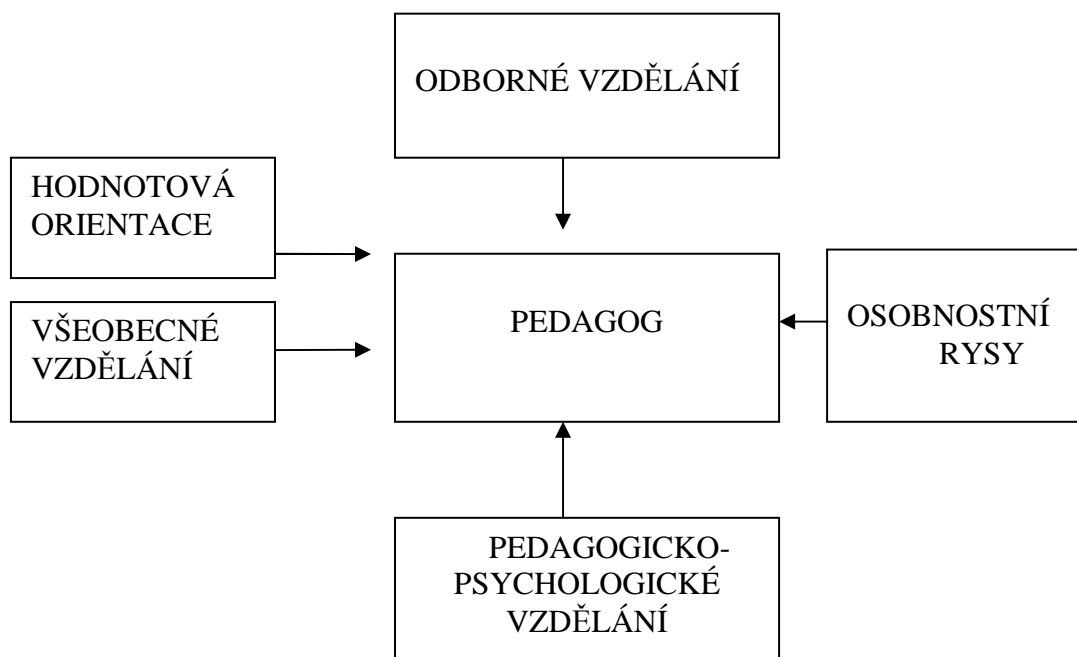 ODBORNÉ VZDĚLÁNÍ
HODNOTOVÁ
ORIENTACE
VŠEOBECNÉ
VZDĚLÁNÍ
PEDAGOG
OSOBNOSTNÍ
RYSY
PEDAGOGICKO-
PSYCHOLOGICKÉ
VZDĚLÁNÍ